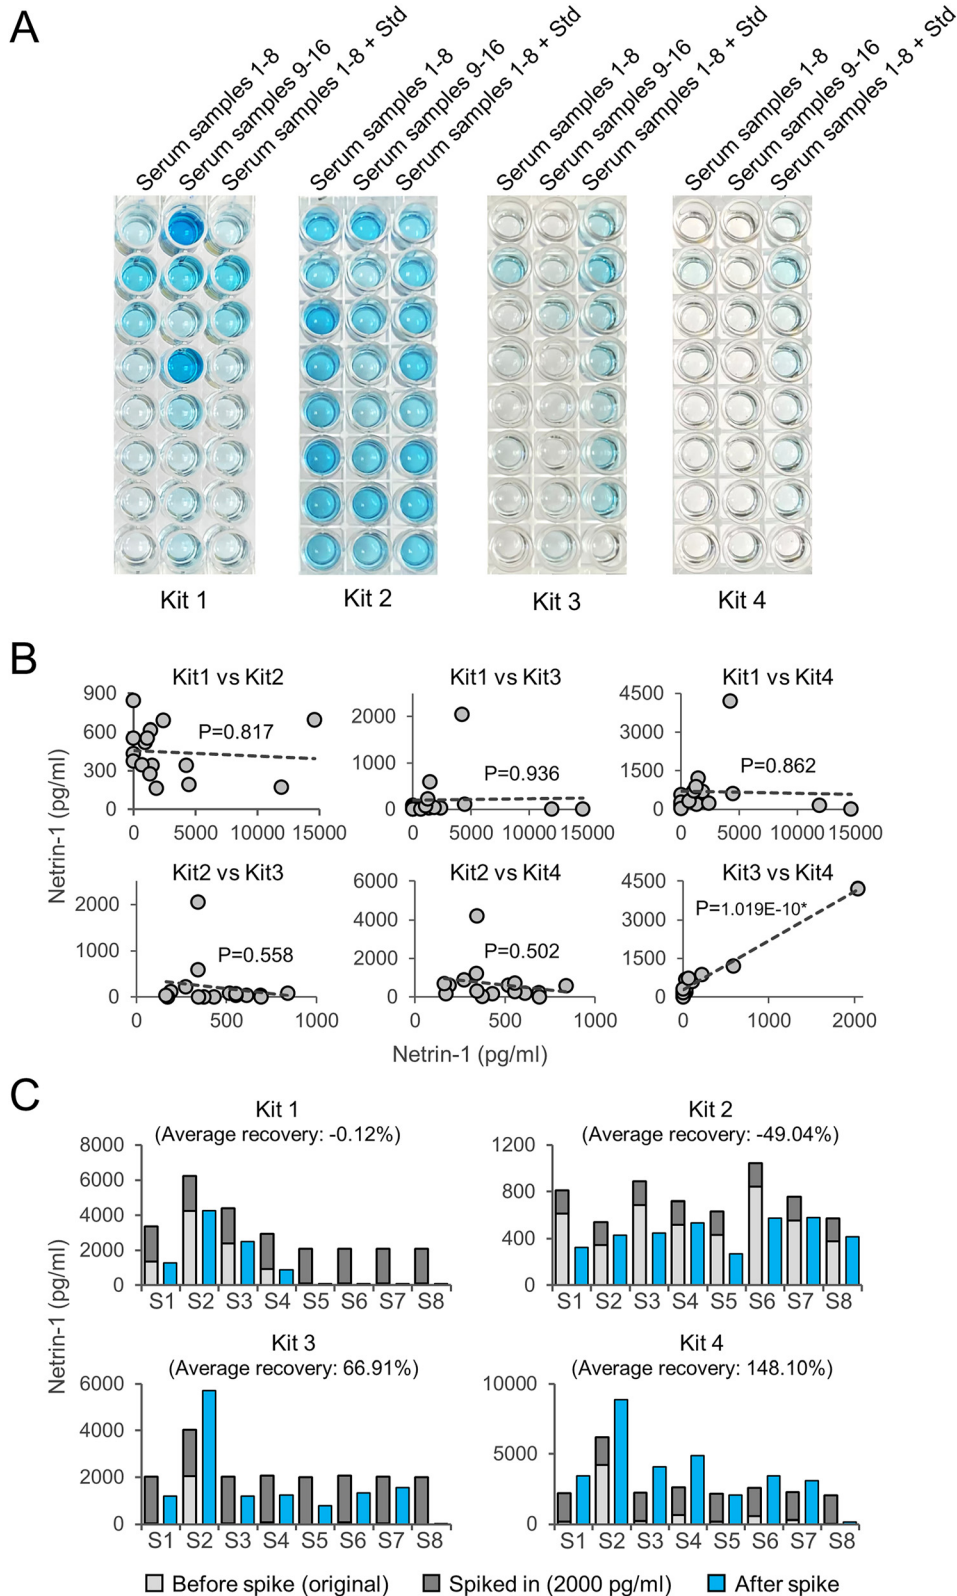 A
Serum samples 1-8
Serum samples 9-16
Serum samples 1-8 + Std
Serum samples 1-8
Serum samples 9-16
Serum samples 1-8 + Std
Serum samples 1-8
Serum samples 9-16
Serum samples 1-8 + Std
Serum samples 1-8
Serum samples 9-16
Serum samples 1-8 + Std
Kit 1
Kit 2
Kit 3
Kit 4
B
Netrin-1 (pg/ml)
Kit1 vs Kit2
900
600
300
0
P=0.817
0 5000 10000 15000
Kit1 vs Kit3
2000
1000
0
P=0.936
0 5000 10000 15000
Kit1 vs Kit4
4500
3000
1500
0
P=0.862
0 5000 10000 15000
Kit2 vs Kit3
2000
1000
0
P=0.558
0 500 1000
Kit2 vs Kit4
6000
4000
2000
0
P=0.502
0 500 1000
Kit3 vs Kit4
4500
3000
1500
0
P=1.019E-10*
0 1000 2000
Netrin-1 (pg/ml)
C
Netrin-1 (pg/ml)
Kit 1
(Average recovery: -0.12%)
8000
6000
4000
2000
0
S1 S2 S3 S4 S5 S6 S7 S8
Kit 2
(Average recovery: -49.04%)
1200
800
400
0
S1 S2 S3 S4 S5 S6 S7 S8
Kit 3
(Average recovery: 66.91%)
6000
4000
2000
0
S1 S2 S3 S4 S5 S6 S7 S8
Kit 4
(Average recovery: 148.10%)
10000
5000
0
S1 S2 S3 S4 S5 S6 S7 S8
Before spike (original) Spiked in (2000 pg/ml) After spike